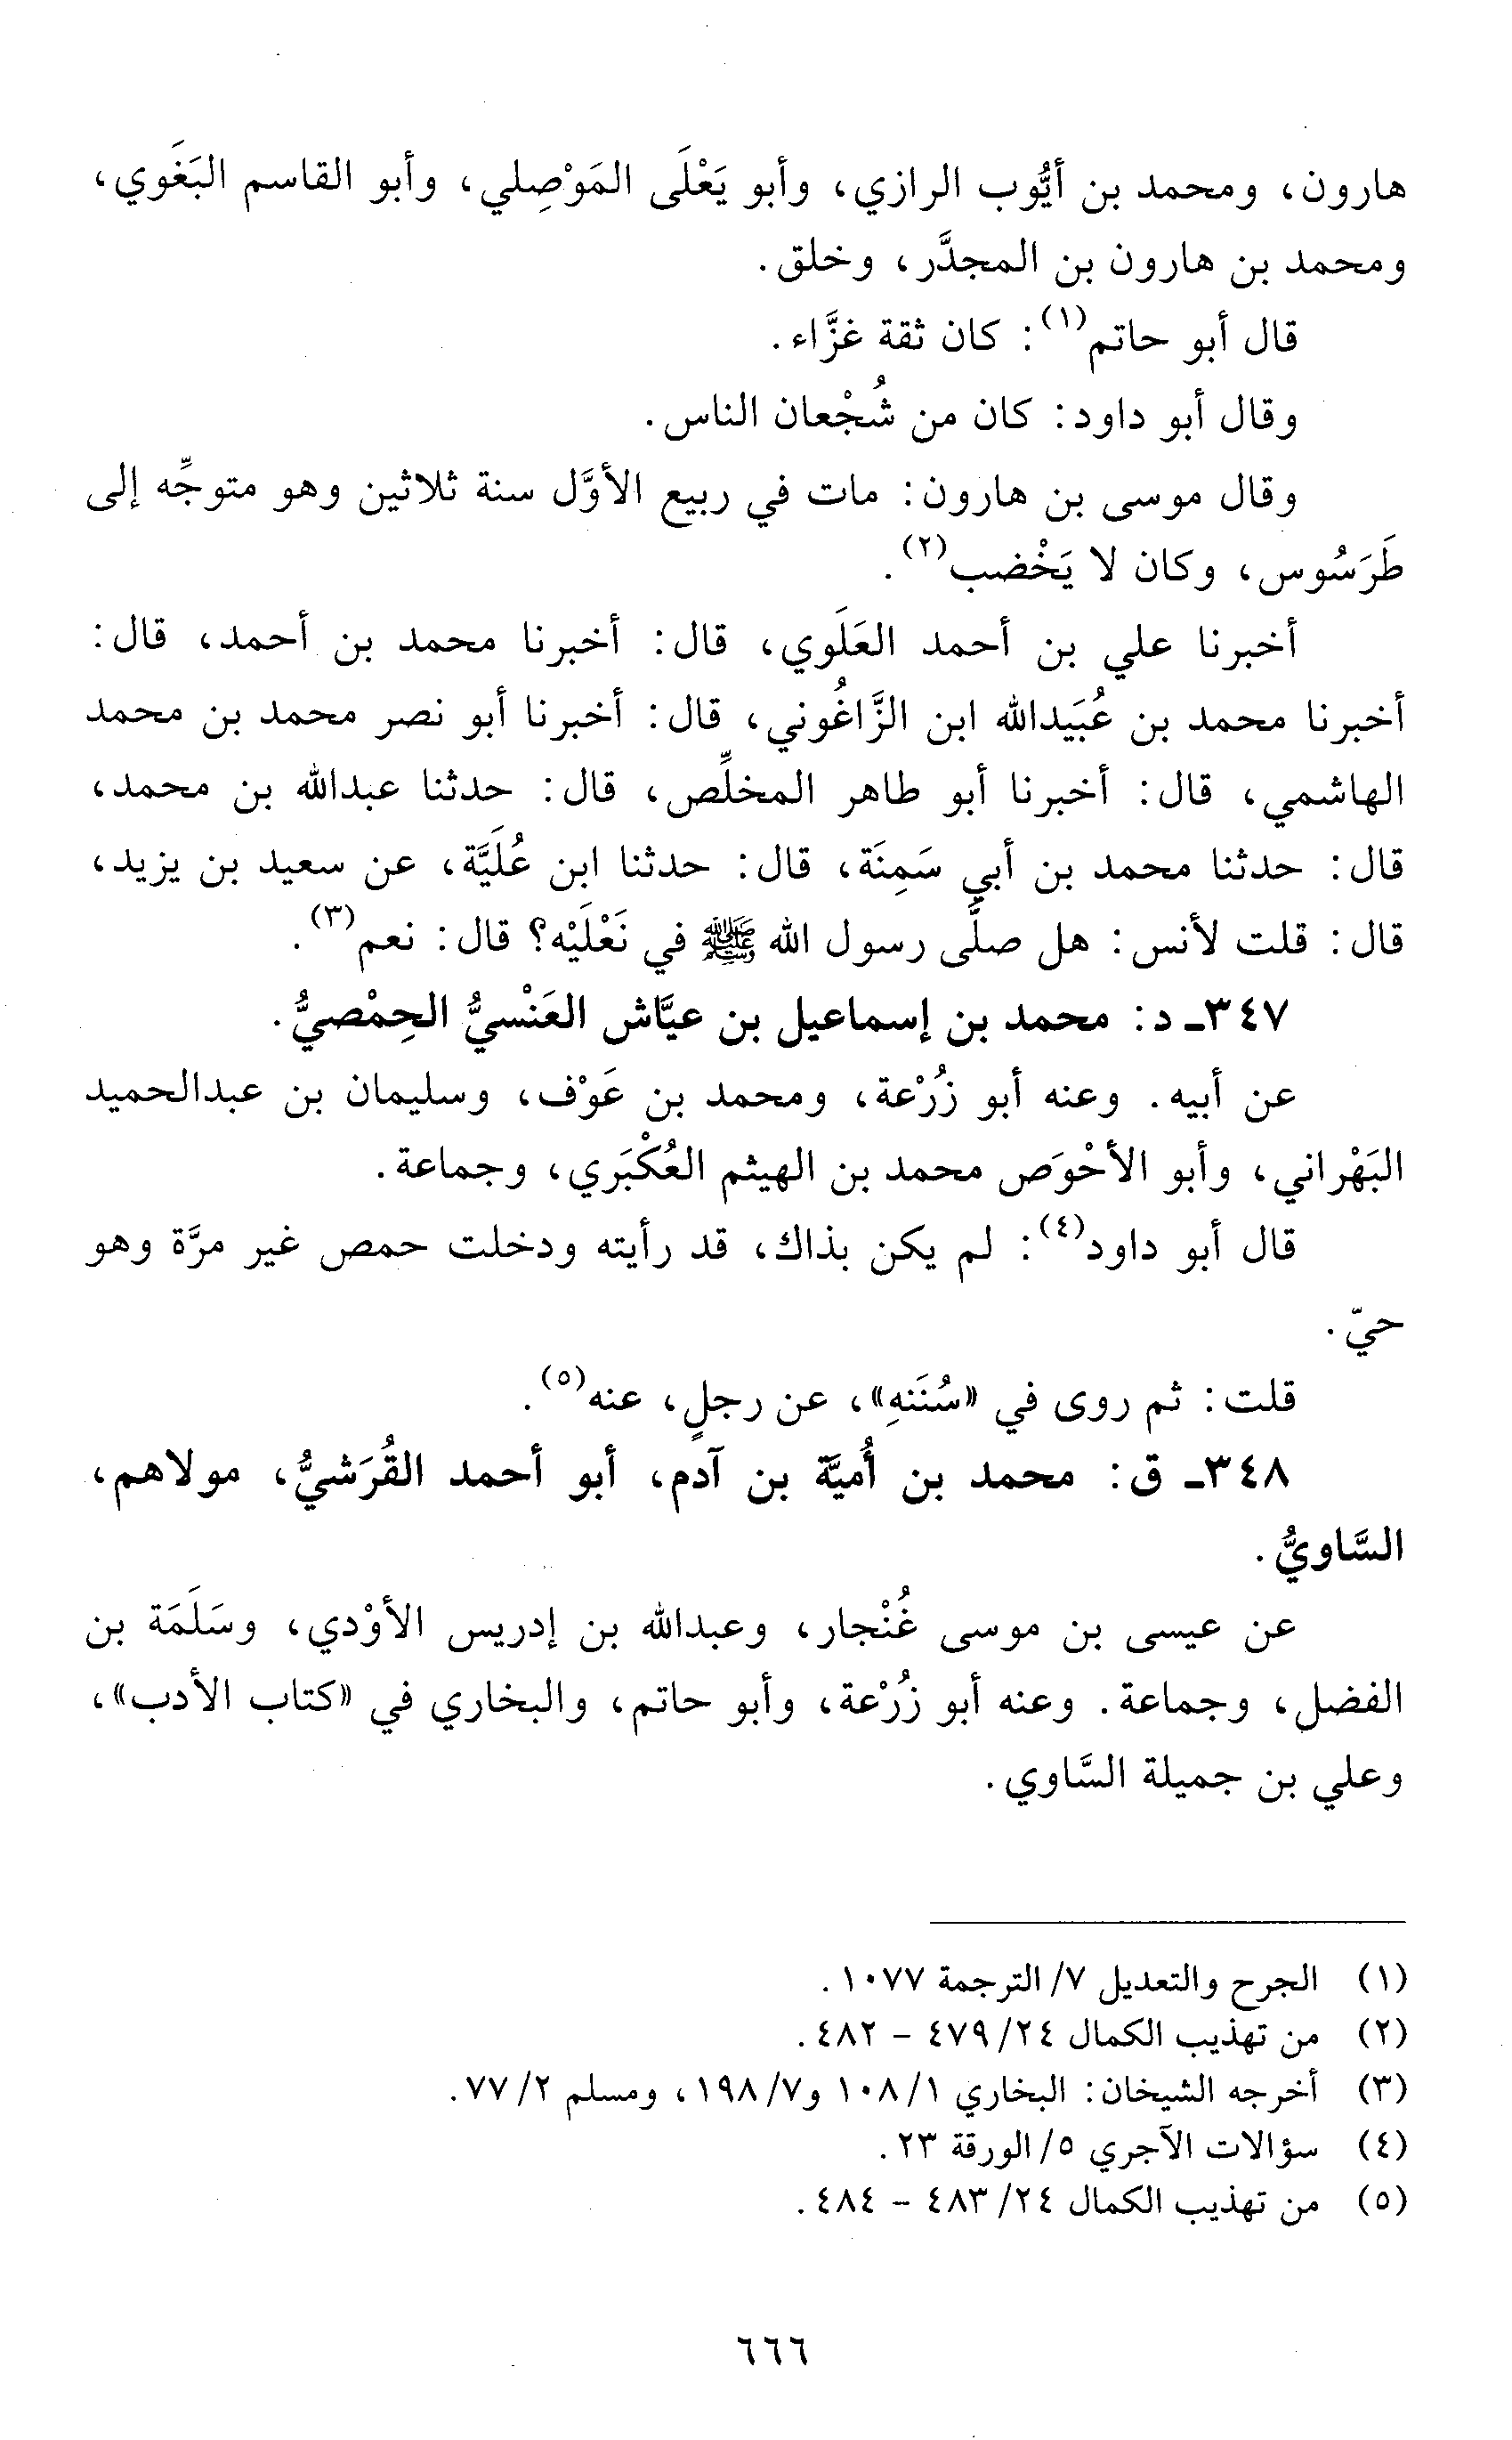 هارون، ومحمد بن أيُّوب الرازي، وأبو يَعْلَى المَوْصِلي، وأبو القاسم البَغَوي،
ومحمد بن هارون بن المجدَّر، وخلق.
قال أبو حاتم(١): كان ثقة غزَّاء.
وقال أبو داود: كان من شُجْعان الناس.
وقال موسى بن هارون: مات في ربيع الأوَّل سنة ثلاثين وهو متوجِّه إلى
طَرَسُوس، وكان لا يَخْضب(٢).
أخبرنا علي بن أحمد العَلَوي، قال: أخبرنا محمد بن أحمد، قال:
أخبرنا محمد بن عُبَيدالله ابن الزَّاغُوني، قال: أخبرنا أبو نصر محمد بن محمد
الهاشمي، قال: أخبرنا أبو طاهر المخلِّص، قال: حدثنا عبدالله بن محمد،
قال: حدثنا محمد بن أبي سَمِنَة، قال: حدثنا ابن عُلَيَّة، عن سعيد بن يزيد،
قال: قلت لأنس: هل صلَّى رسول الله ﷺ في نَعْلَيْه؟ قال: نعم(٣).
٣٤٧ـ د: محمد بن إسماعيل بن عيَّاش العَنْسيُّ الحِمْصيُّ.
عن أبيه. وعنه أبو زُرْعة، ومحمد بن عَوْف، وسليمان بن عبدالحميد
البَهْراني، وأبو الأحْوَص محمد بن الهيثم العُكْبَري، وجماعة.
قال أبو داود(٤): لم يكن بذاك، قد رأيته ودخلت حمص غير مرَّة وهو
حيّ.
قلت: ثم روى في «سُنَنهِ»، عن رجلٍ، عنه(٥).
٣٤٨ـ ق: محمد بن أُميَّة بن آدم، أبو أحمد القُرَشيُّ، مولاهم،
السَّاويُّ.
عن عيسى بن موسى غُنْجار، وعبدالله بن إدريس الأوْدي، وسَلَمَة بن
الفضل، وجماعة. وعنه أبو زُرْعة، وأبو حاتم، والبخاري في «كتاب الأدب»،
وعلي بن جميلة السَّاوي.
(١) الجرح والتعديل ٧/ الترجمة ١٠٧٧.
(٢) من تهذيب الكمال ٢٤/ ٤٧٩ - ٤٨٢.
(٣) أخرجه الشيخان: البخاري ١/ ١٠٨ و٧/ ١٩٨، ومسلم ٢/ ٧٧.
(٤) سؤالات الآجري ٥/ الورقة ٢٣.
(٥) من تهذيب الكمال ٢٤/ ٤٨٣ - ٤٨٤.
٦٦٦